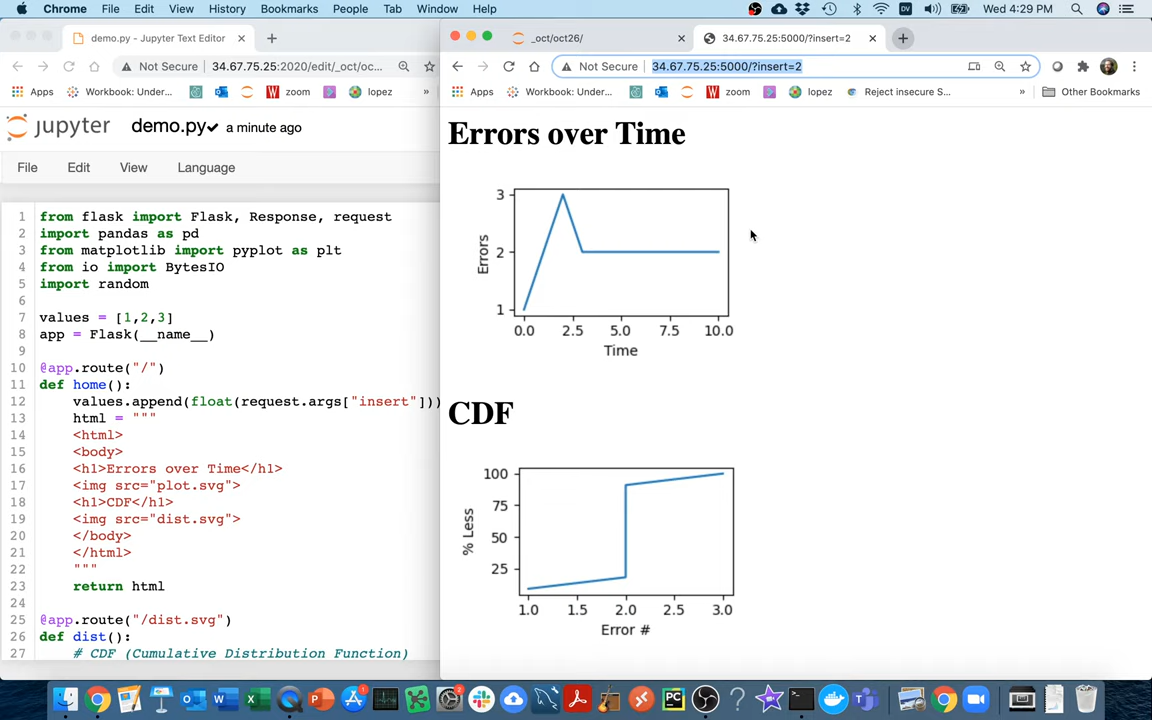 Chrome File Edit View History Bookmarks People Tab Window Help Wed 4:29 PM
demo.py - Jupyter Text Editor
_oct/oct26/
34.67.75.25:5000/?insert=2
Not Secure 34.67.75.25:2020/edit/_oct/oc...
Not Secure 34.67.75.25:5000/?insert=2
Apps Workbook: Under... zoom lopez »
Apps Workbook: Under... zoom lopez Reject insecure S... » Other Bookmarks
jupyter demo.py a minute ago
File Edit View Language
1 from flask import Flask, Response, request
2 import pandas as pd
3 from matplotlib import pyplot as plt
4 from io import BytesIO
5 import random
6
7 values = [1,2,3]
8 app = Flask(__name__)
9
10 @app.route("/")
11 def home():
12 values.append(float(request.args["insert"]))
13 html = """
14 <html>
15 <body>
16 <h1>Errors over Time</h1>
17 <img src="plot.svg">
18 <h1>CDF</h1>
19 <img src="dist.svg">
20 </body>
21 </html>
22 """
23 return html
24
25 @app.route("/dist.svg")
26 def dist():
27 # CDF (Cumulative Distribution Function)
Errors over Time
3
2
1
Errors
0.0 2.5 5.0 7.5 10.0
Time
CDF
100
75
50
25
% Less
1.0 1.5 2.0 2.5 3.0
Error #